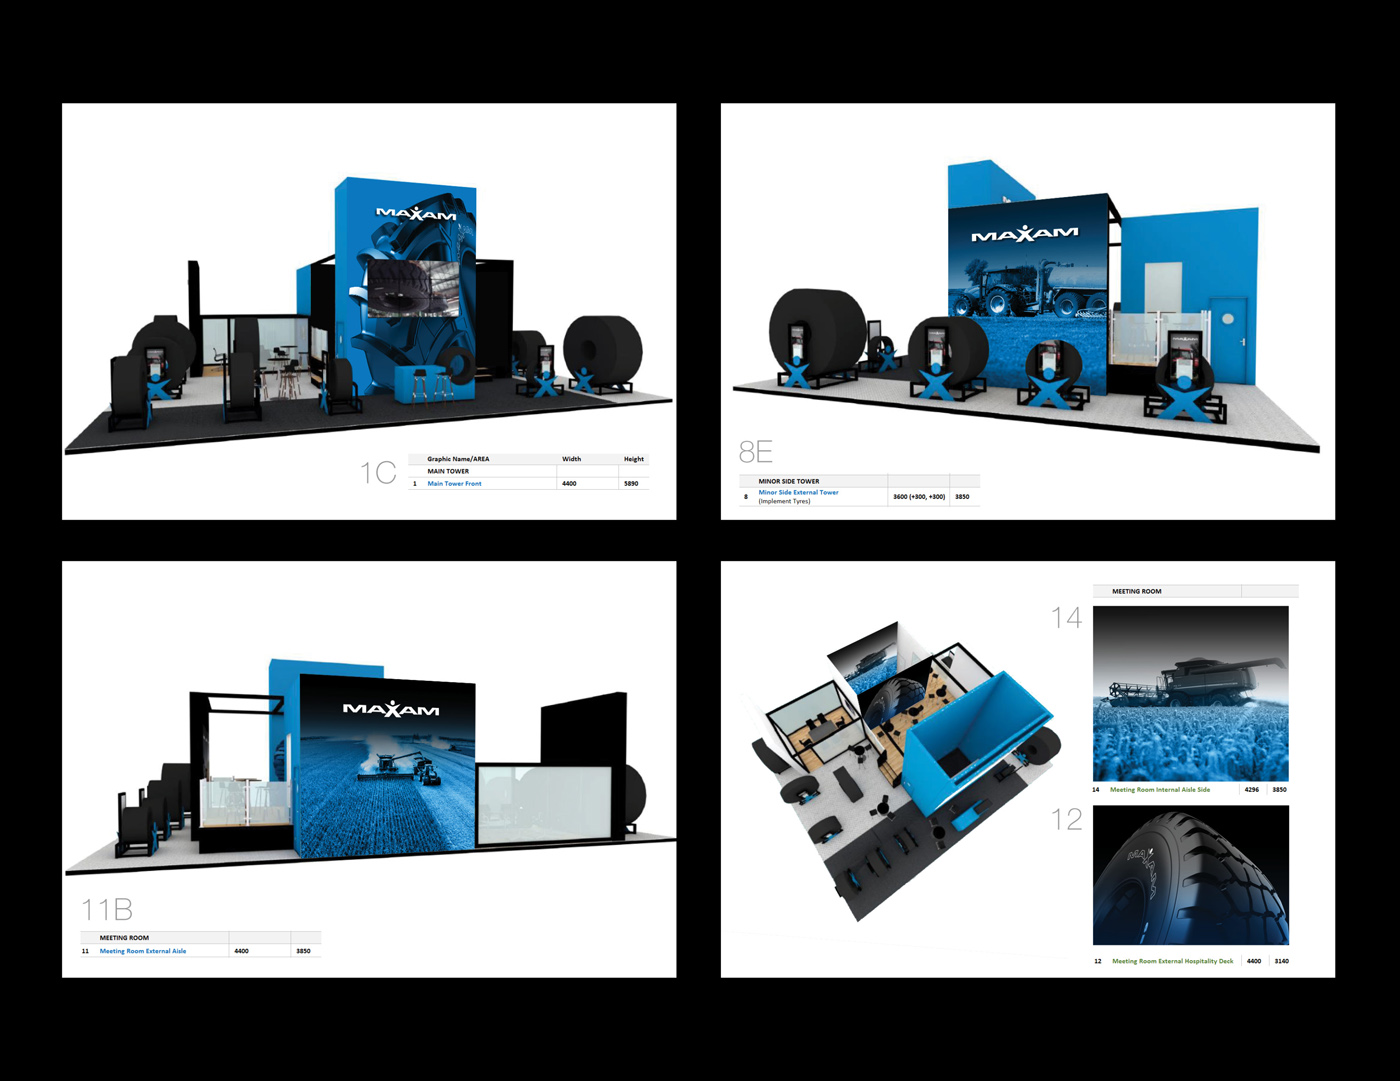 MAXAM
1C
Graphic Name/AREA Width Height
MAIN TOWER
1 Main Tower Front 4400 5890
MAXAM
8E
MINOR SIDE TOWER
8 Minor Side External Tower 3600 (+300, +300) 3850
(Implement Tyres)
MAXAM
11B
MEETING ROOM
11 Meeting Room External Aisle 4400 3850
MEETING ROOM
14
14 Meeting Room Internal Aisle Side 4296 3850
12
MAXAM
12 Meeting Room External Hospitality Deck 4400 3140